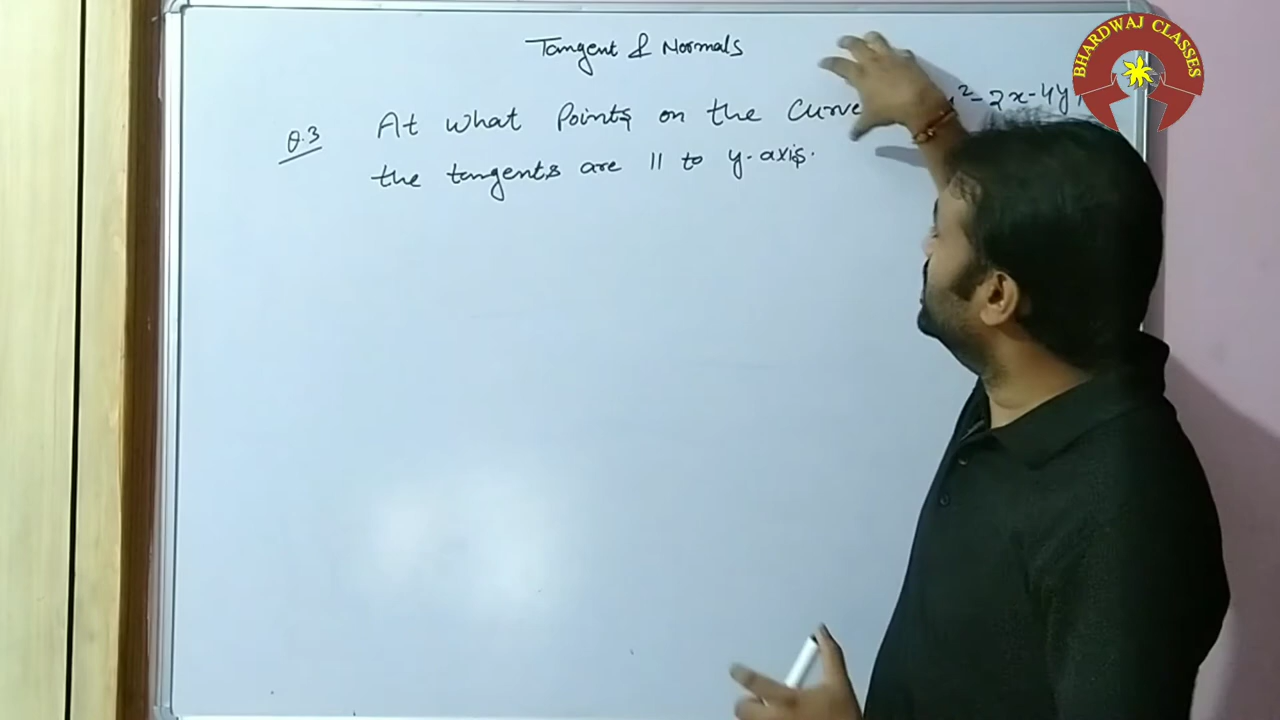 BHARDWAJ CLASSES
Tangent & Normals
Q.3 At what Points on the Curve ² - 2x - 4y
the tangents are || to y-axis.